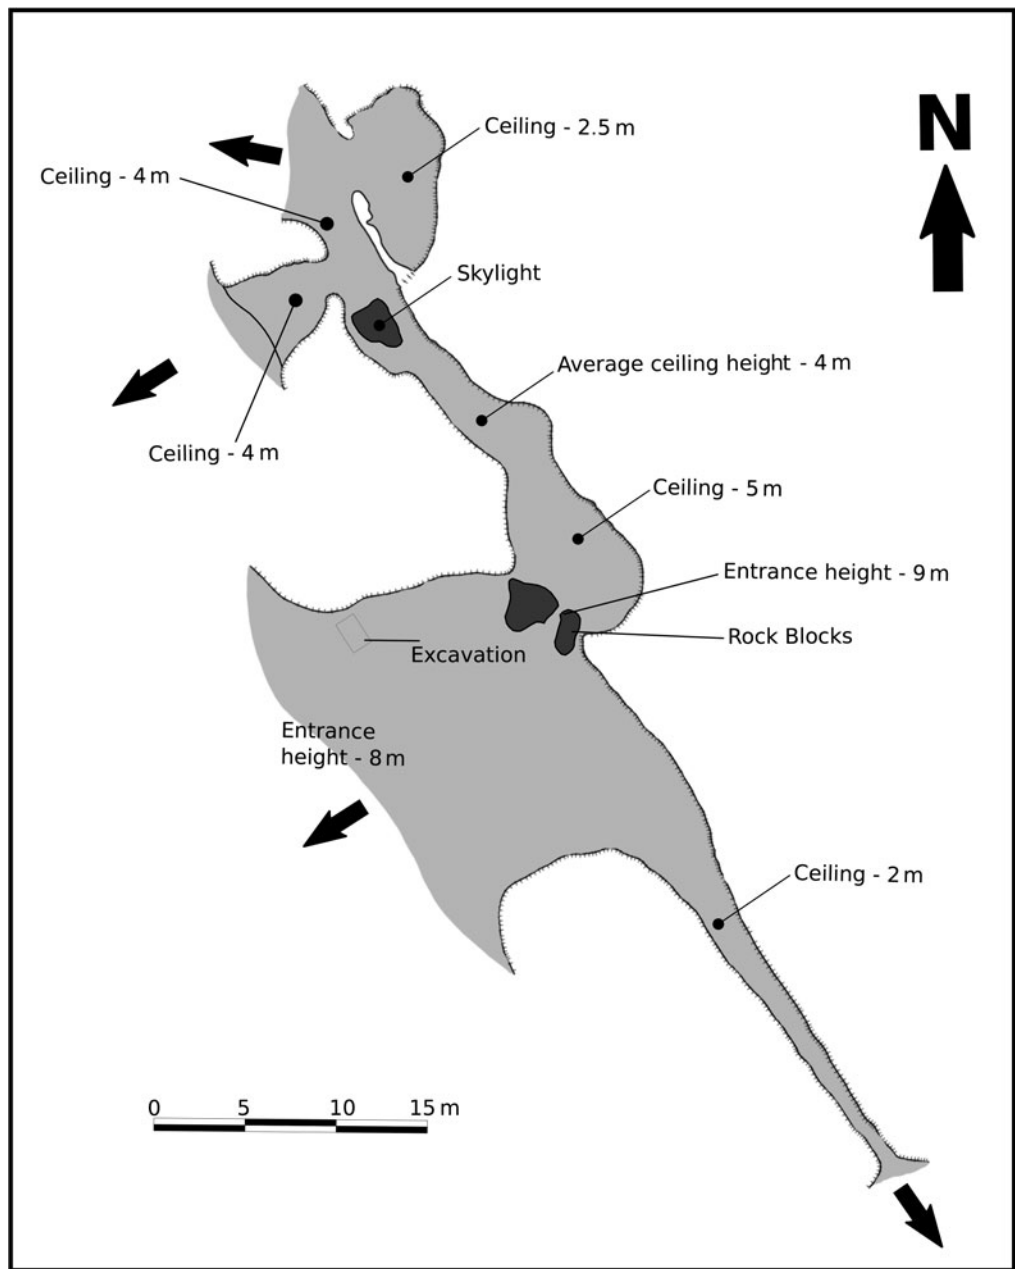 N
Ceiling - 2.5 m
Ceiling - 4 m
Skylight
Average ceiling height - 4 m
Ceiling - 4 m
Ceiling - 5 m
Entrance height - 9 m
Rock Blocks
Excavation
Entrance
height - 8 m
Ceiling - 2 m
0 5 10 15 m